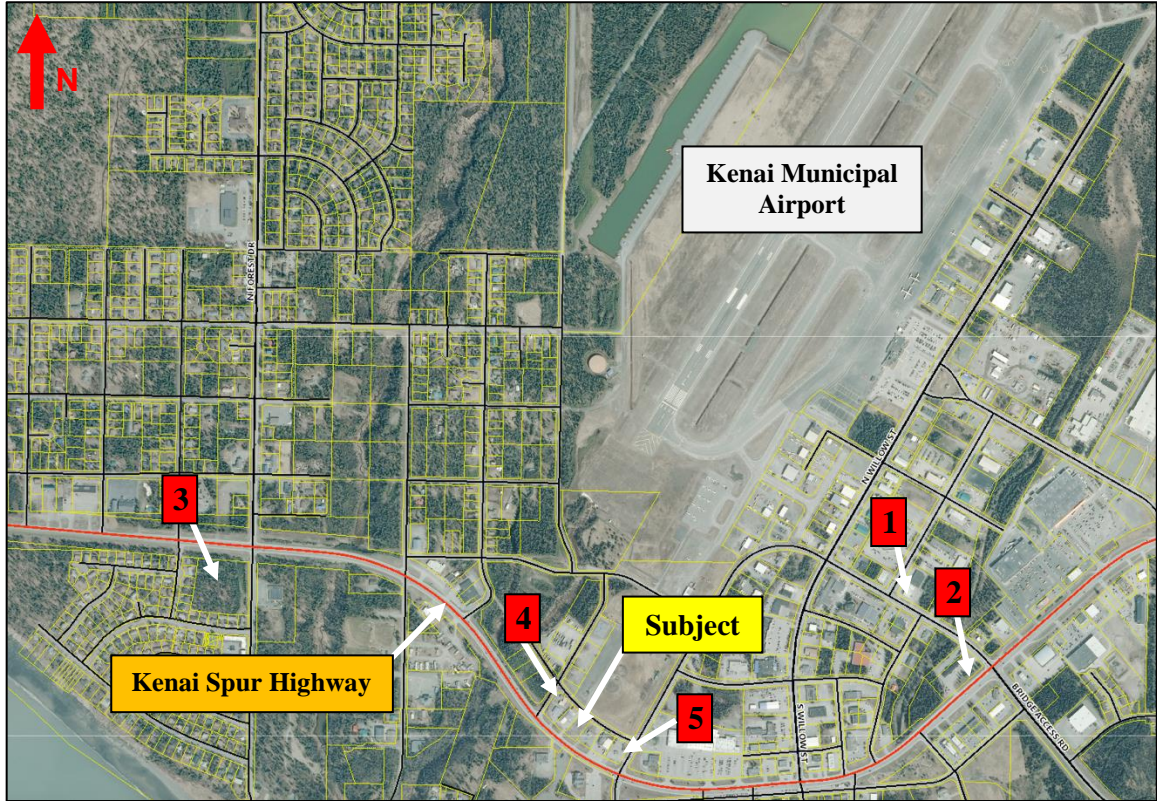 N
Kenai Municipal
Airport
N FOREST DR
N WILLOW ST
3
1
2
4
Subject
Kenai Spur Highway
5
S WILLOW ST
BRIDGE ACCESS RD